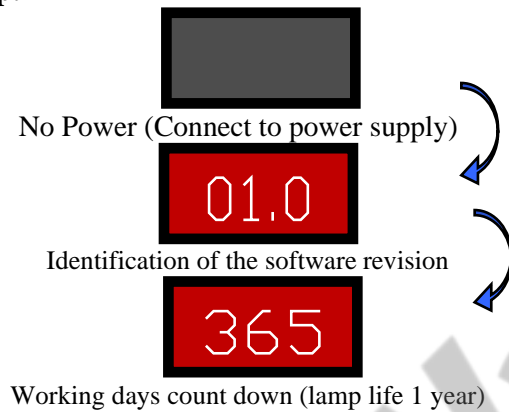 No Power (Connect to power supply)
01.0
Identification of the software revision
365
Working days count down (lamp life 1 year)